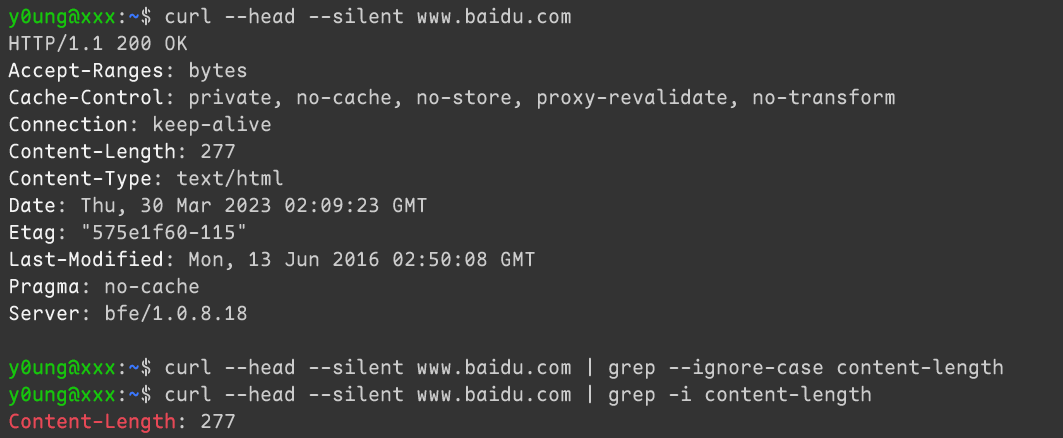 y0ung@xxx:~$ curl --head --silent www.baidu.com
HTTP/1.1 200 OK
Accept-Ranges: bytes
Cache-Control: private, no-cache, no-store, proxy-revalidate, no-transform
Connection: keep-alive
Content-Length: 277
Content-Type: text/html
Date: Thu, 30 Mar 2023 02:09:23 GMT
Etag: "575e1f60-115"
Last-Modified: Mon, 13 Jun 2016 02:50:08 GMT
Pragma: no-cache
Server: bfe/1.0.8.18
y0ung@xxx:~$ curl --head --silent www.baidu.com | grep --ignore-case content-length
y0ung@xxx:~$ curl --head --silent www.baidu.com | grep -i content-length
Content-Length: 277